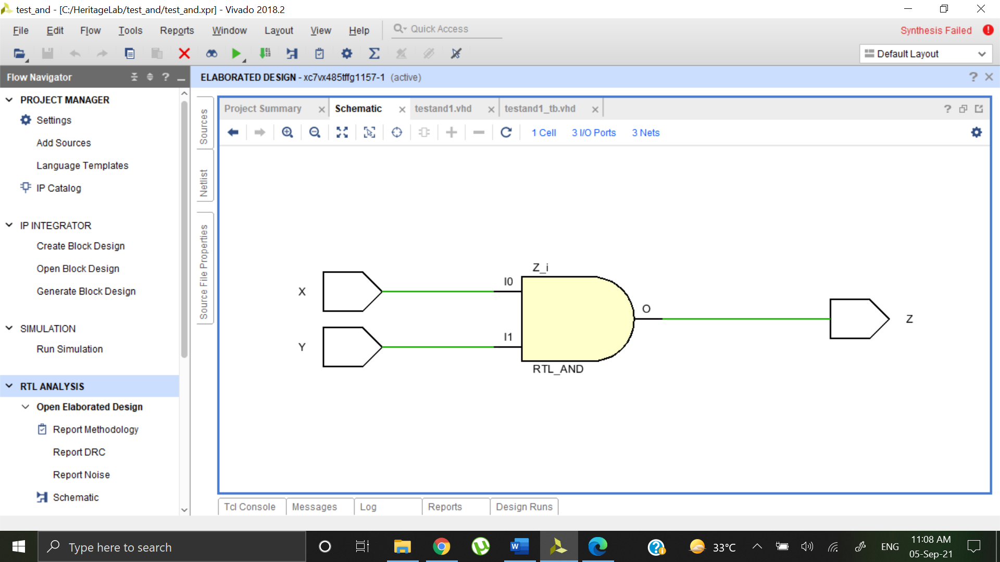 test_and - [C:/HeritageLab/test_and/test_and.xpr] - Vivado 2018.2
File Edit Flow Tools Reports Window Layout View Help Quick Access Synthesis Failed
Default Layout
Flow Navigator
ELABORATED DESIGN - xc7vx485tffg1157-1 (active)
PROJECT MANAGER
Settings
Add Sources
Language Templates
IP Catalog
IP INTEGRATOR
Create Block Design
Open Block Design
Generate Block Design
SIMULATION
Run Simulation
RTL ANALYSIS
Open Elaborated Design
Report Methodology
Report DRC
Report Noise
Schematic
Sources
Netlist
Source File Properties
Project Summary Schematic testand1.vhd testand1_tb.vhd
1 Cell 3 I/O Ports 3 Nets
Z_i
X I0
O
Z
Y I1
RTL_AND
Tcl Console Messages Log Reports Design Runs
Type here to search
33°C ENG
11:08 AM
05-Sep-21